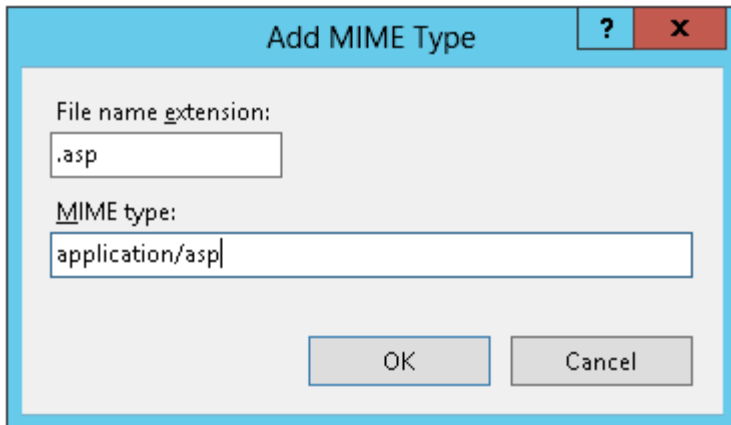 Add MIME Type
? x
File name extension:
.asp
MIME type:
application/asp
OK Cancel